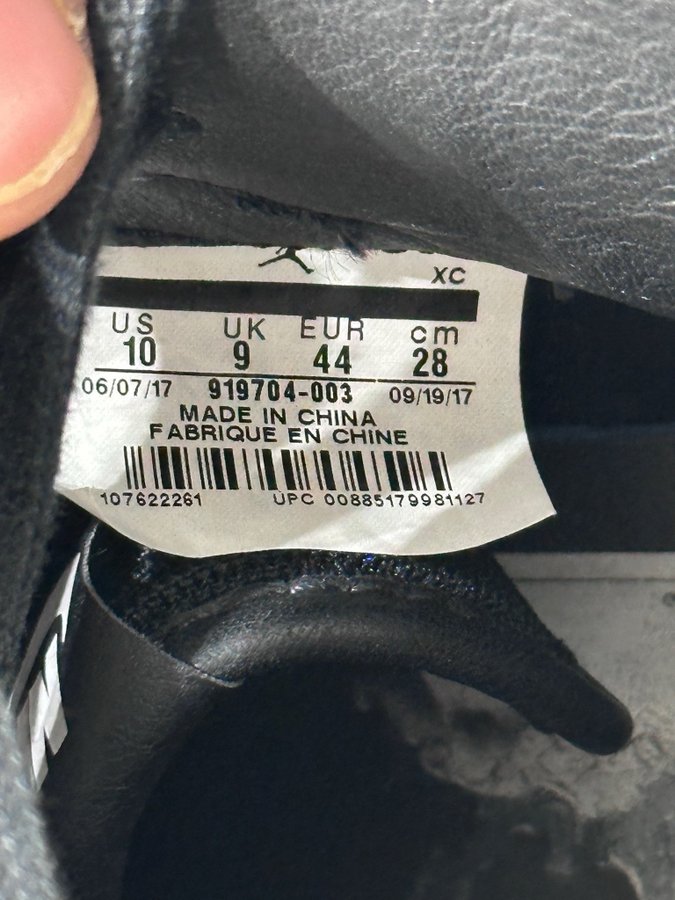 XC
US UK EUR cm
10 9 44 28
06/07/17 919704-003 09/19/17
MADE IN CHINA
FABRIQUE EN CHINE
107622261 UPC 00885179981127